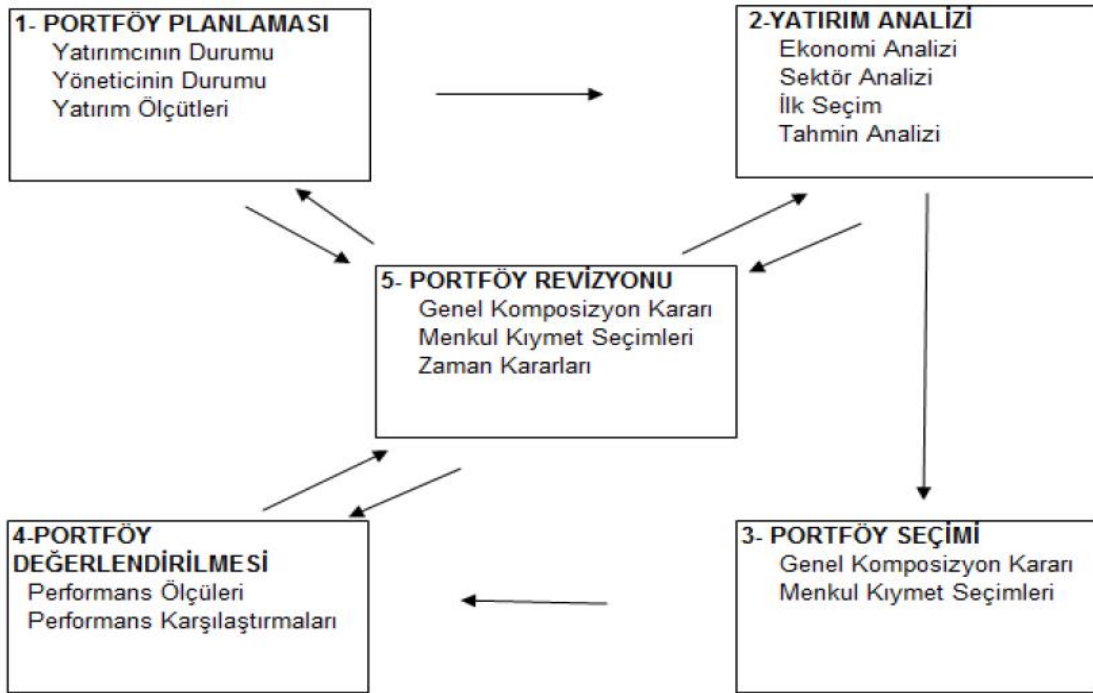 1- PORTFÖY PLANLAMASI
Yatırımcının Durumu
Yöneticinin Durumu
Yatırım Ölçütleri
2-YATIRIM ANALİZİ
Ekonomi Analizi
Sektör Analizi
İlk Seçim
Tahmin Analizi
5- PORTFÖY REVİZYONU
Genel Komposizyon Kararı
Menkul Kıymet Seçimleri
Zaman Kararları
4-PORTFÖY
DEĞERLENDİRİLMESİ
Performans Ölçüleri
Performans Karşılaştırmaları
3- PORTFÖY SEÇİMİ
Genel Komposizyon Kararı
Menkul Kıymet Seçimleri